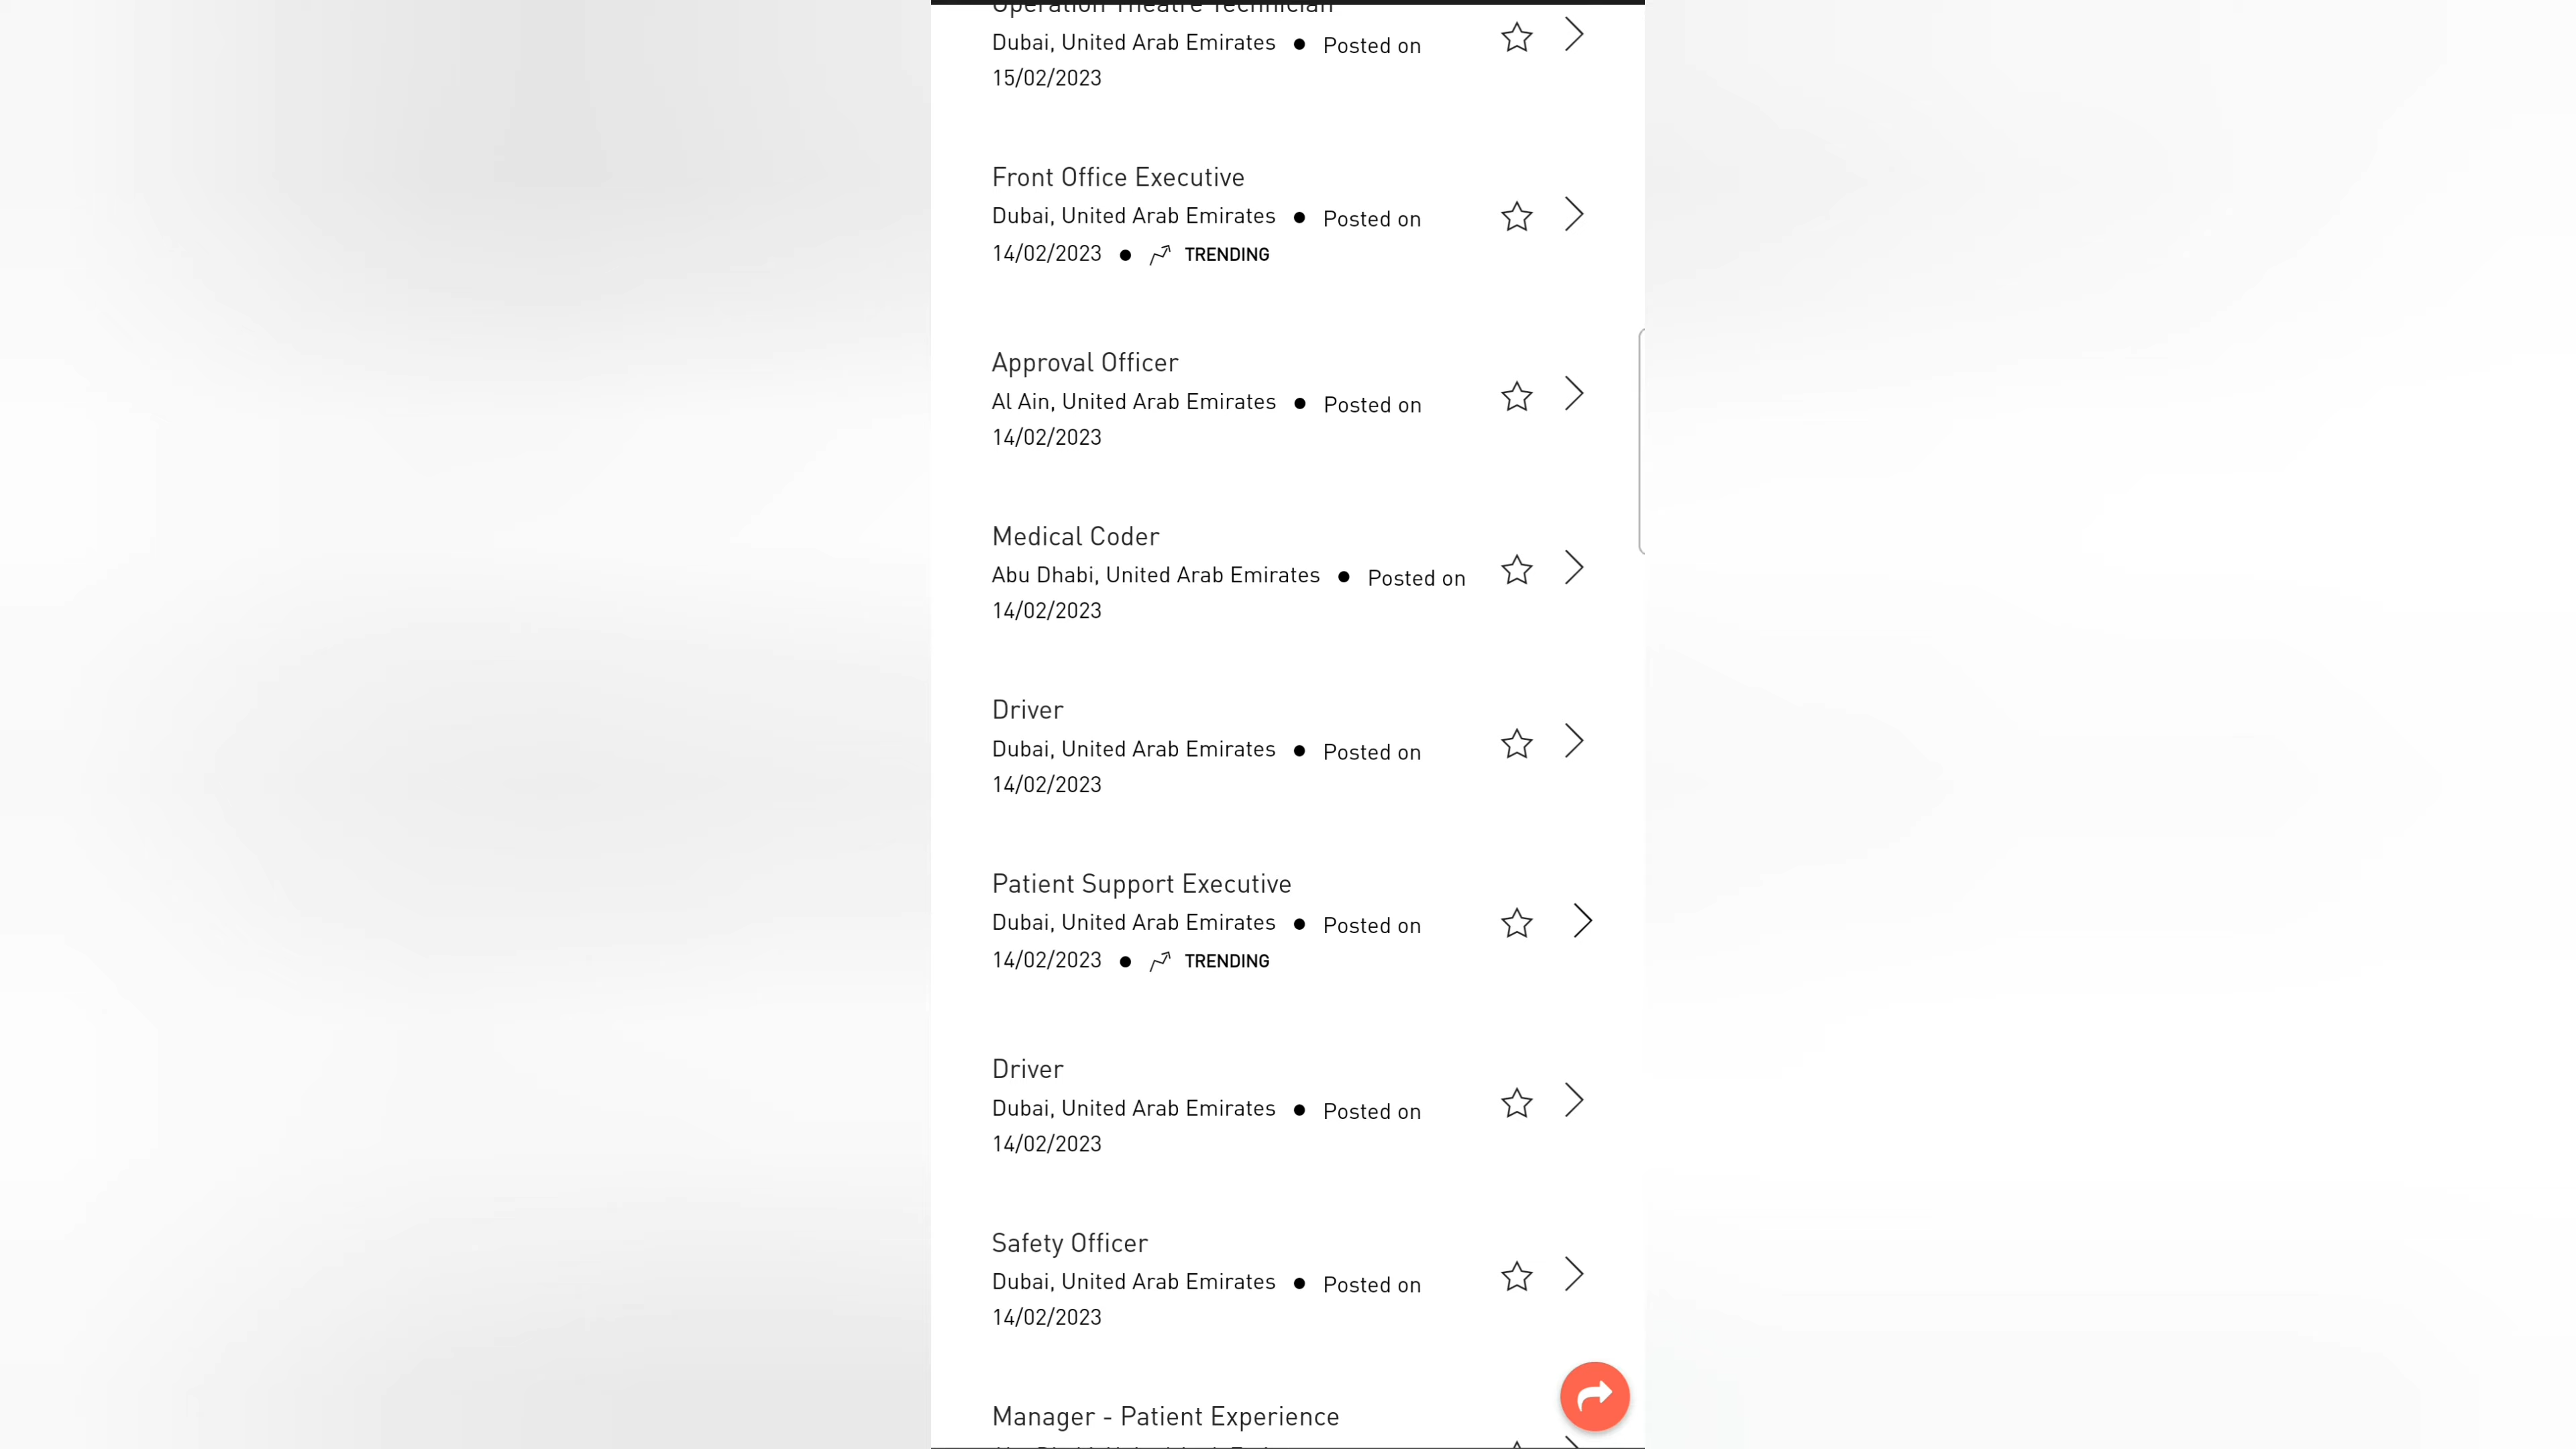 Operation Theatre Technician
Dubai, United Arab Emirates ● Posted on
15/02/2023
Front Office Executive
Dubai, United Arab Emirates ● Posted on
14/02/2023 ● TRENDING
Approval Officer
Al Ain, United Arab Emirates ● Posted on
14/02/2023
Medical Coder
Abu Dhabi, United Arab Emirates ● Posted on
14/02/2023
Driver
Dubai, United Arab Emirates ● Posted on
14/02/2023
Patient Support Executive
Dubai, United Arab Emirates ● Posted on
14/02/2023 ● TRENDING
Driver
Dubai, United Arab Emirates ● Posted on
14/02/2023
Safety Officer
Dubai, United Arab Emirates ● Posted on
14/02/2023
Manager - Patient Experience